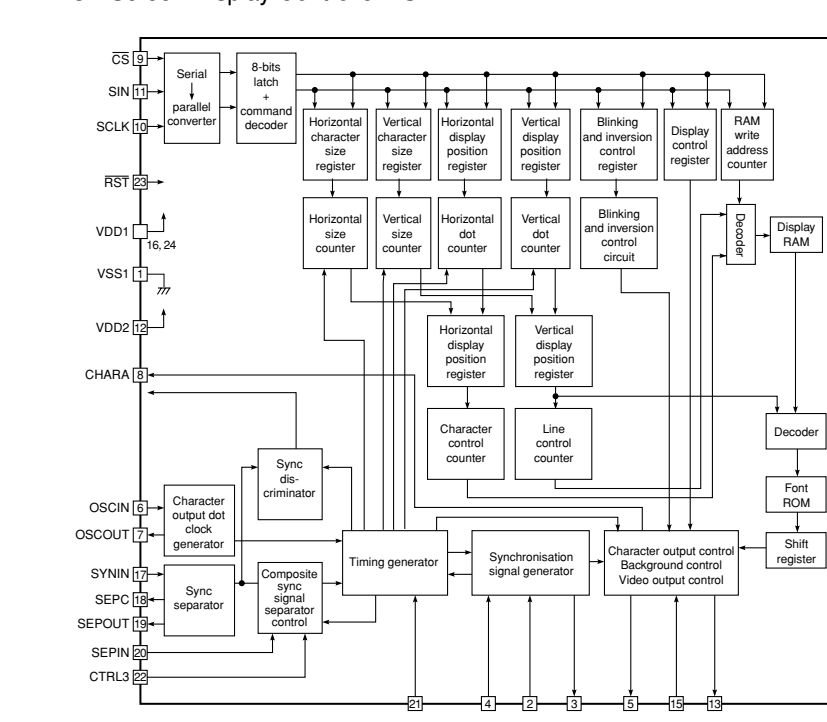 CS 9
SIN 11
SCLK 10
RST 23
VDD1
16, 24
VSS1 1
VDD2 12
CHARA 8
OSCIN 6
OSCOUT 7
SYNIN 17
SEPC 18
SEPOUT 19
SEPIN 20
CTRL3 22
Serial
parallel
converter
8-bits
latch
+
command
decoder
Horizontal
character
size
register
Vertical
character
size
register
Horizontal
display
position
register
Vertical
display
position
register
Blinking
and inversion
control
register
Display
control
register
RAM
write
address
counter
Horizontal
size
counter
Vertical
size
counter
Horizontal
dot
counter
Vertical
dot
counter
Blinking
and inversion
control
circuit
Decoder
Display
RAM
Horizontal
display
position
register
Vertical
display
position
register
Character
control
counter
Line
control
counter
Decoder
Font
ROM
Shift
register
Sync
dis-
criminator
Character
output dot
clock
generator
Sync
separator
Composite
sync
signal
separator
control
Timing generator
Synchronisation
signal generator
Character output control
Background control
Video output control
21 4 2 3 5 15 13